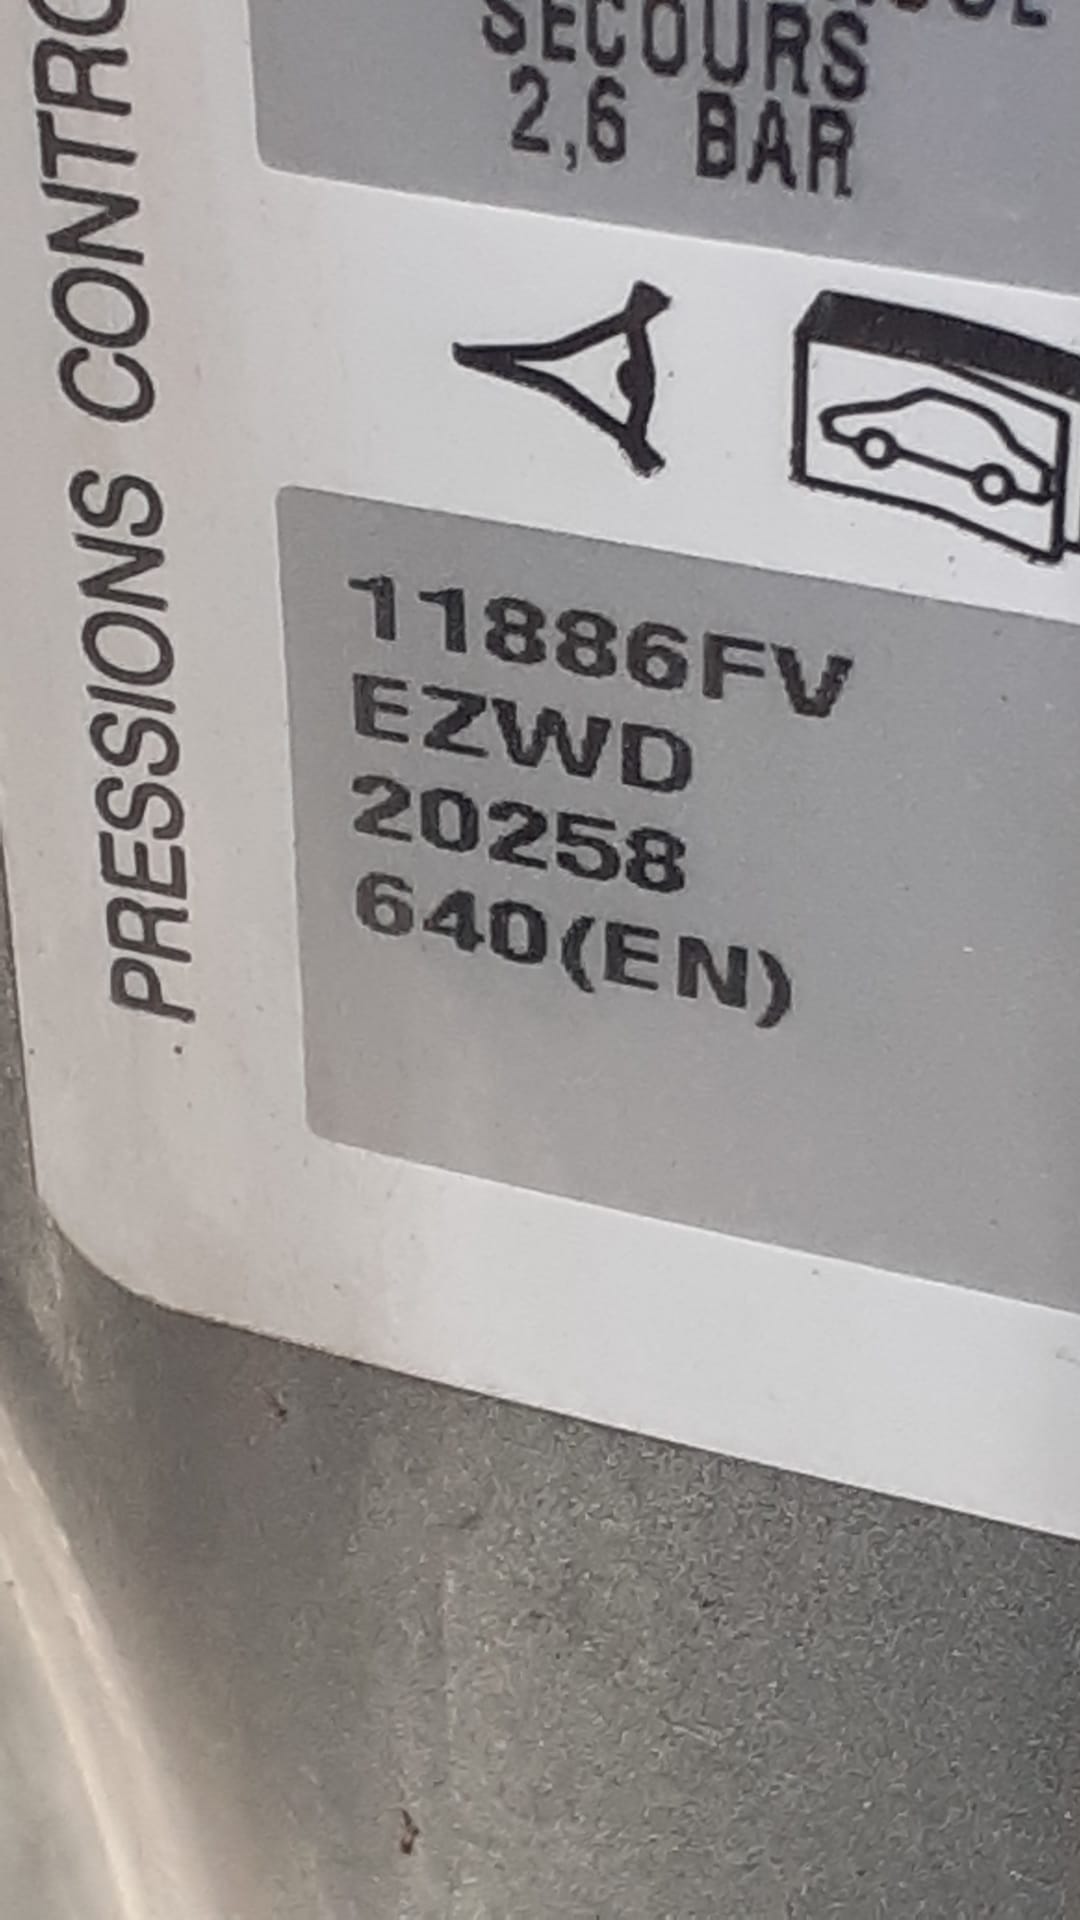 SECOURS
2,6 BAR
PRESSIONS CONTRO
11886FV
EZWD
20258
640(EN)